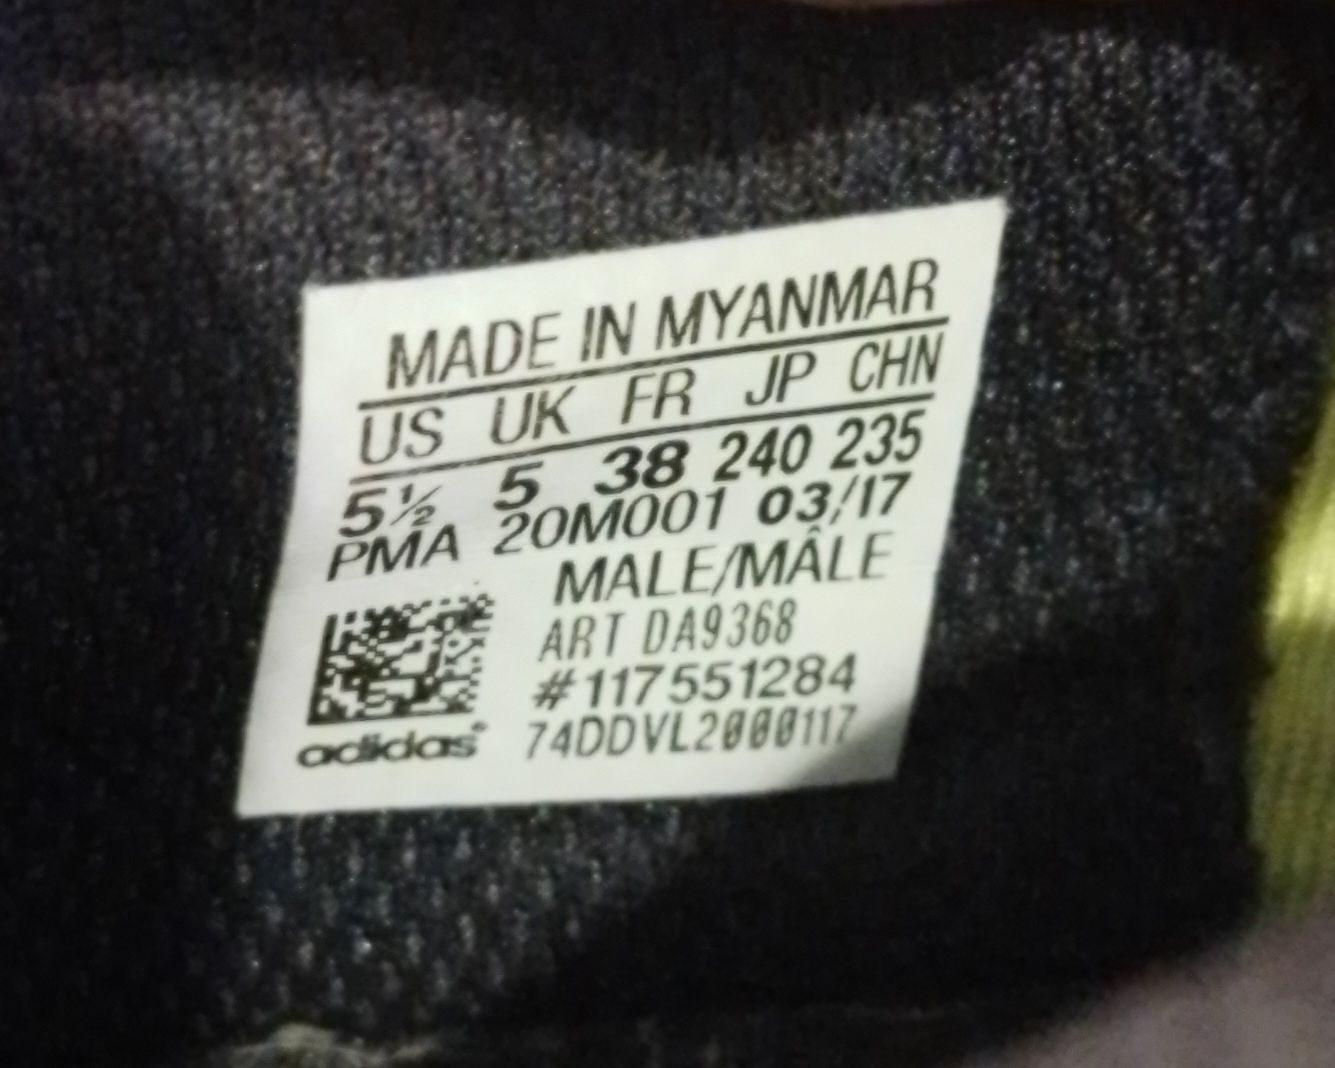 MADE IN MYANMAR
US UK FR JP CHN
5½ 5 38 240 235
PMA 20M001 03/17
MALE/MÂLE
ART DA9368
#117551284
adidas 74DDVL2000117